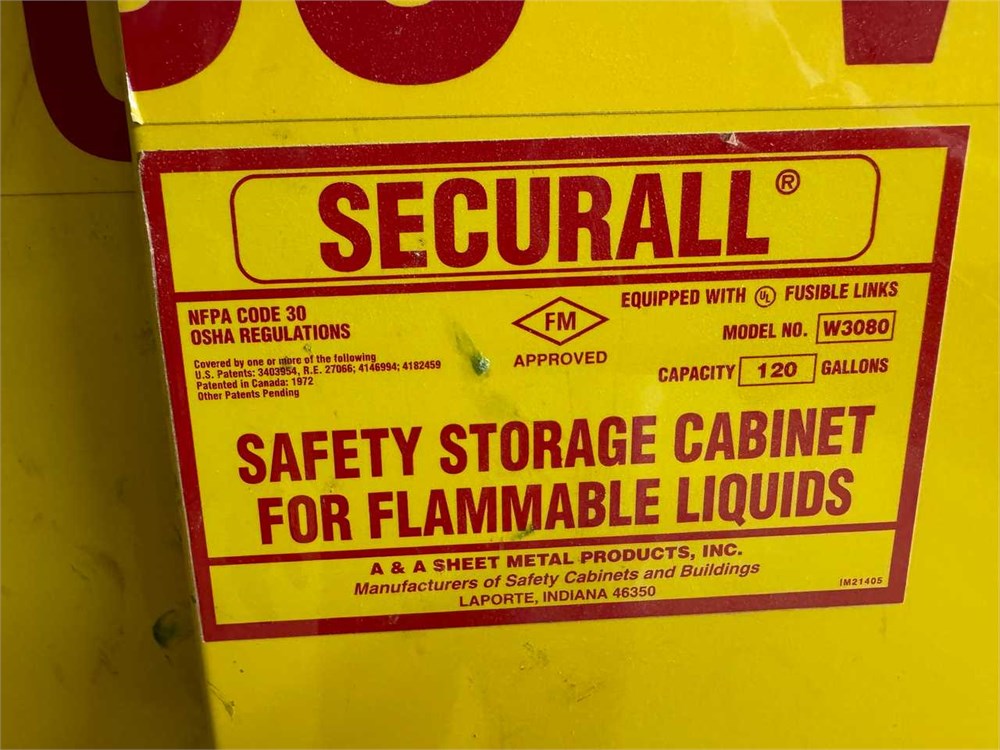 SECURALL®
NFPA CODE 30
OSHA REGULATIONS
Covered by one or more of the following
U.S. Patents: 3403954, R.E. 27066; 4146994; 4182459
Patented in Canada: 1972
Other Patents Pending
FM
APPROVED
EQUIPPED WITH UL FUSIBLE LINKS
MODEL NO. W3080
CAPACITY 120 GALLONS
SAFETY STORAGE CABINET
FOR FLAMMABLE LIQUIDS
A & A SHEET METAL PRODUCTS, INC.
Manufacturers of Safety Cabinets and Buildings
LAPORTE, INDIANA 46350
IM21405